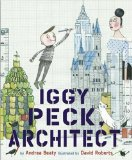 IGGY
PECK,
ARCHITECT
by Andrea Beaty illustrated by David Roberts